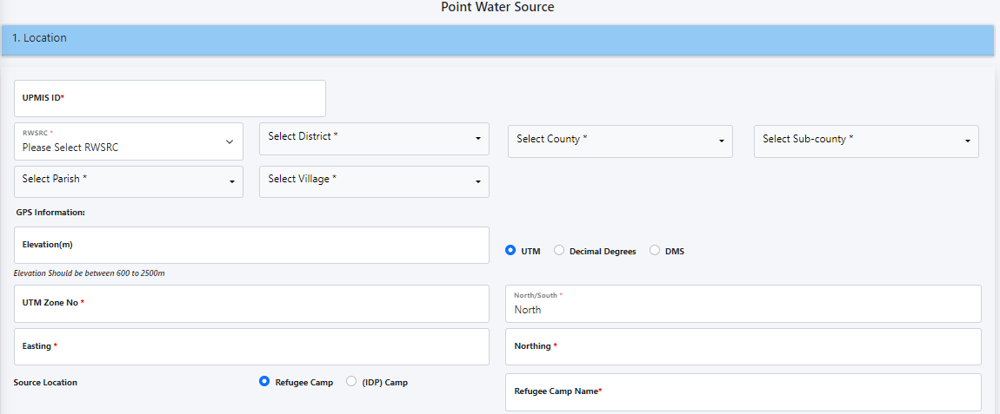 Point Water Source
1. Location
UPMIS ID*
RWSRC *
Please Select RWSRC
Select District *
Select County *
Select Sub-county *
Select Parish *
Select Village *
GPS Information:
Elevation(m)
UTM
Decimal Degrees
DMS
Elevation Should be between 600 to 2500m
UTM Zone No *
North/South *
North
Easting *
Northing *
Source Location
Refugee Camp
(IDP) Camp
Refugee Camp Name*